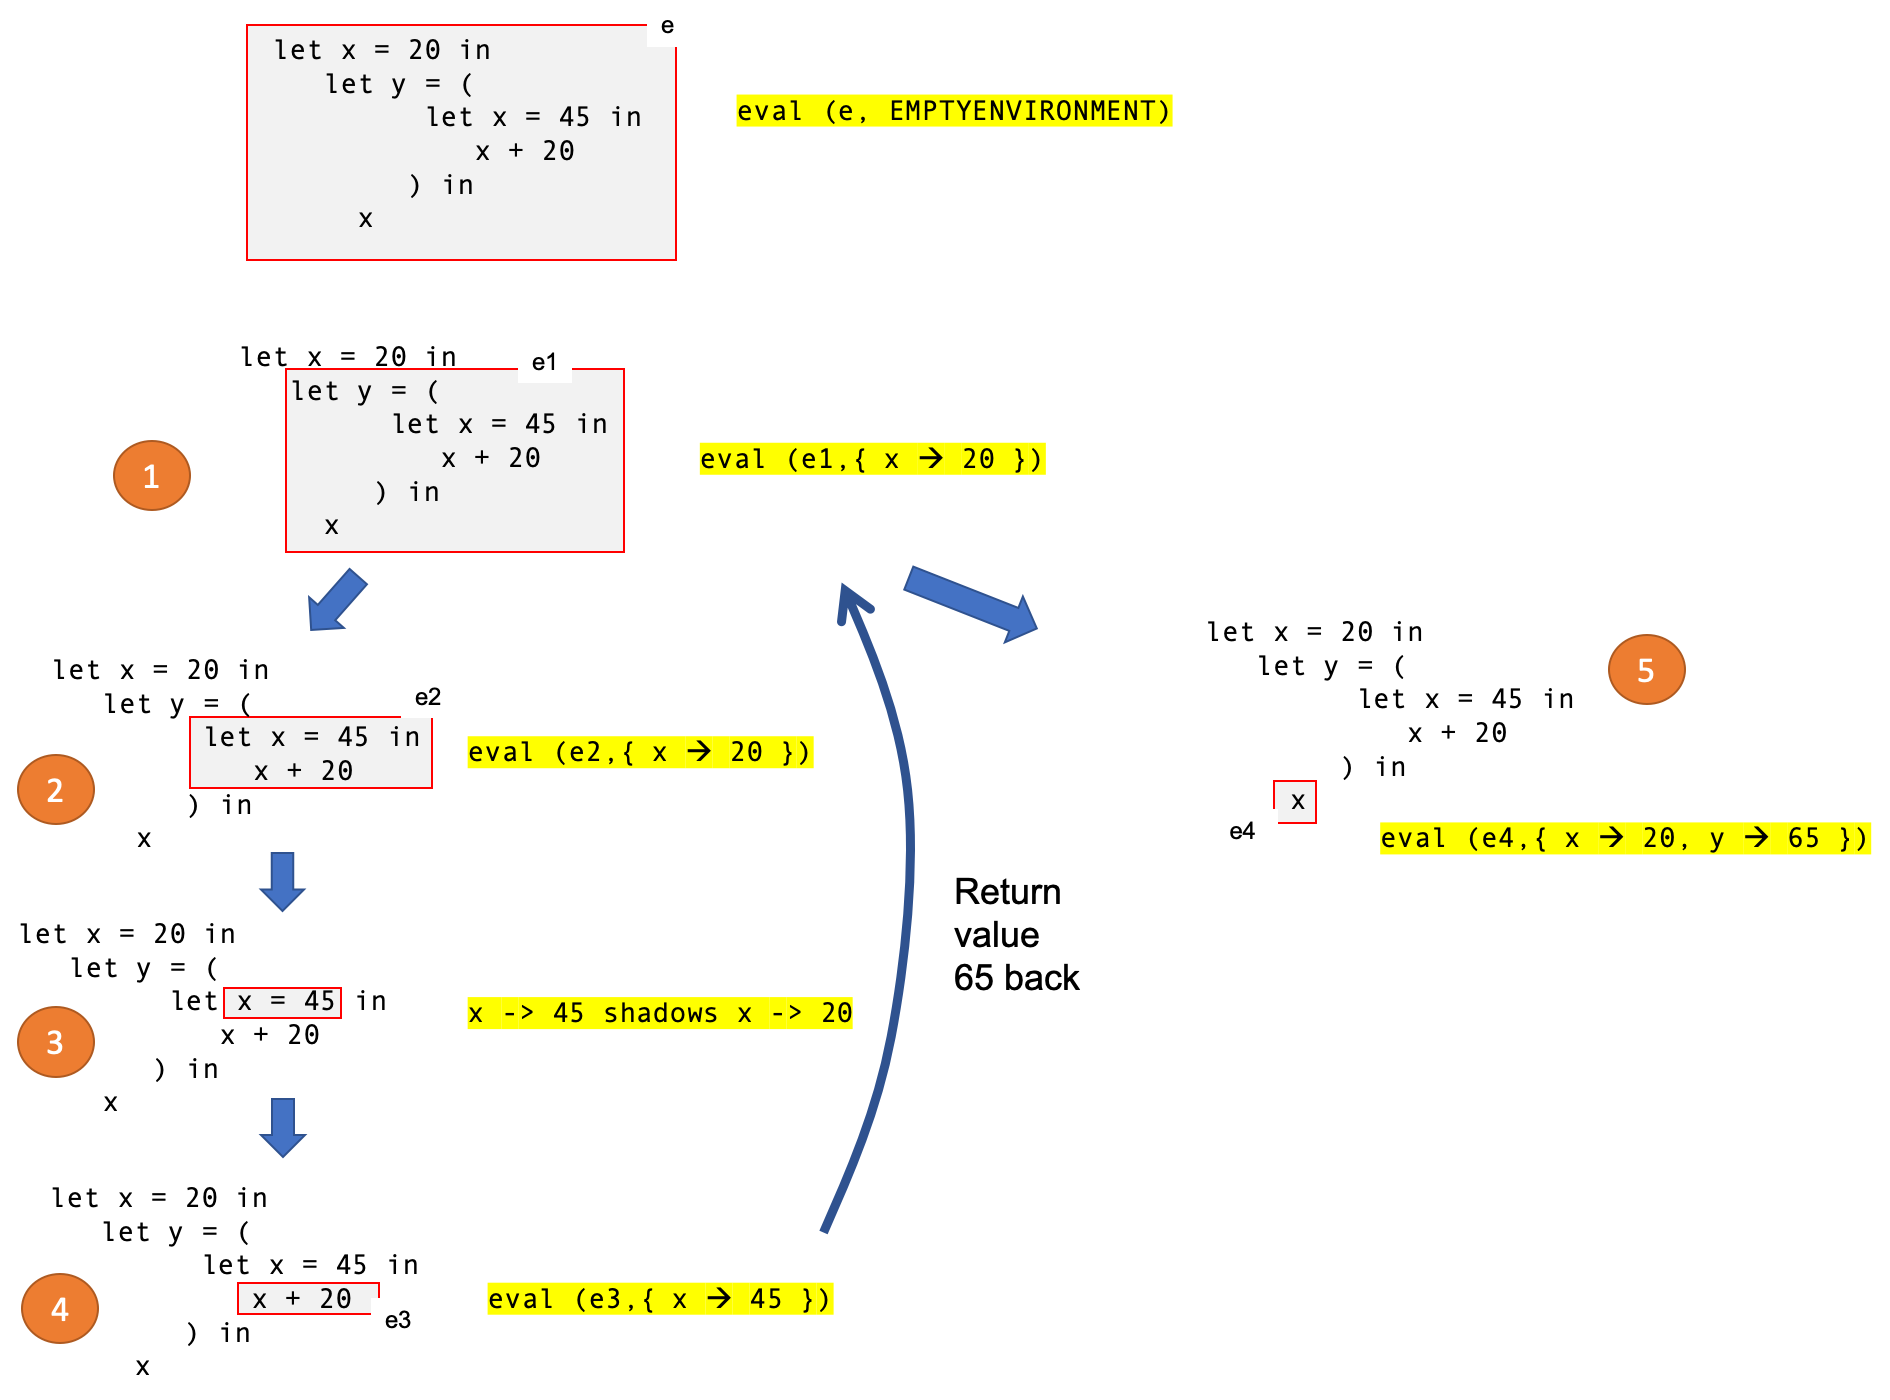 e
let x = 20 in
let y = (
let x = 45 in
x + 20
) in
x
eval (e, EMPTYENVIRONMENT)
let x = 20 in
e1
let y = (
let x = 45 in
x + 20
) in
x
1
eval (e1,{ x → 20 })
let x = 20 in
let y = (
e2
let x = 45 in
x + 20
) in
x
2
eval (e2,{ x → 20 })
let x = 20 in
let y = (
let x = 45 in
x + 20
) in
x
3
x -> 45 shadows x -> 20
let x = 20 in
let y = (
let x = 45 in
x + 20
e3
) in
x
4
eval (e3,{ x → 45 })
Return
value
65 back
let x = 20 in
let y = (
let x = 45 in
x + 20
) in
x
e4
5
eval (e4,{ x → 20, y → 65 })